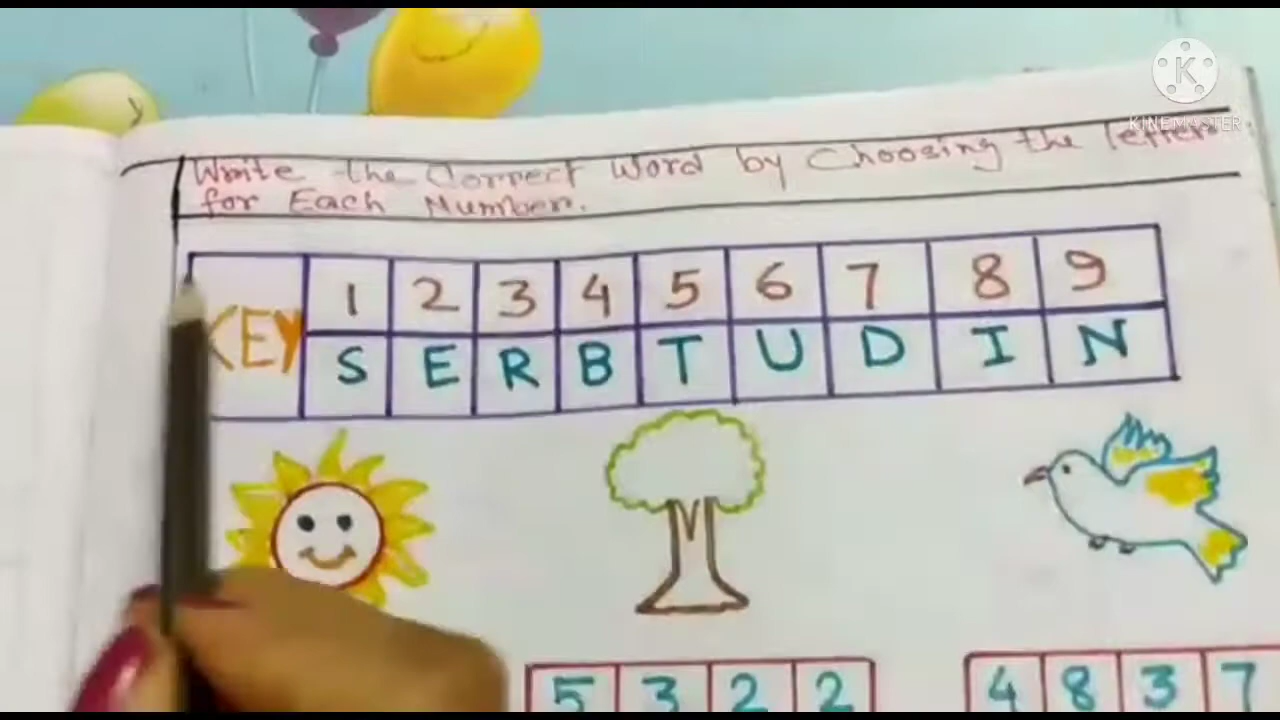 K
KINEMASTER
Write the Correct Word by Choosing the letters
for Each Number.
KEY 1 2 3 4 5 6 7 8 9
S E R B T U D I N
5 3 2 2 4 8 3 7